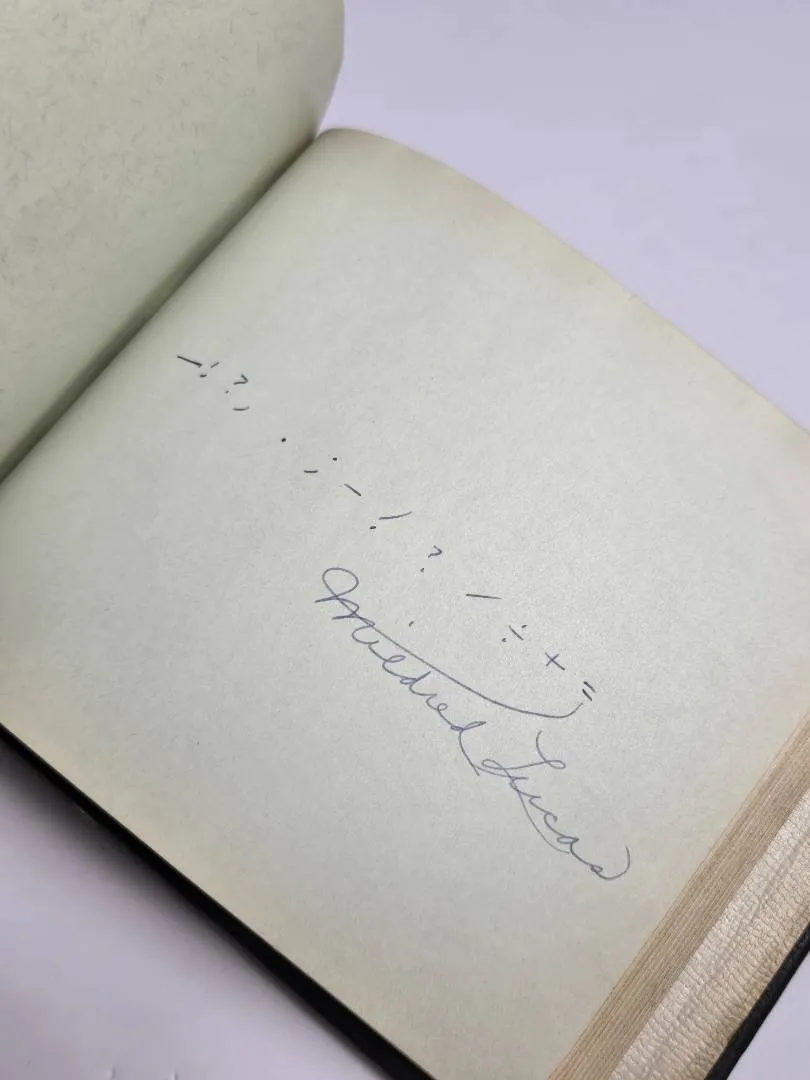 - ! ? , . ; - ! ? / ÷ + =
Mildred Lucas